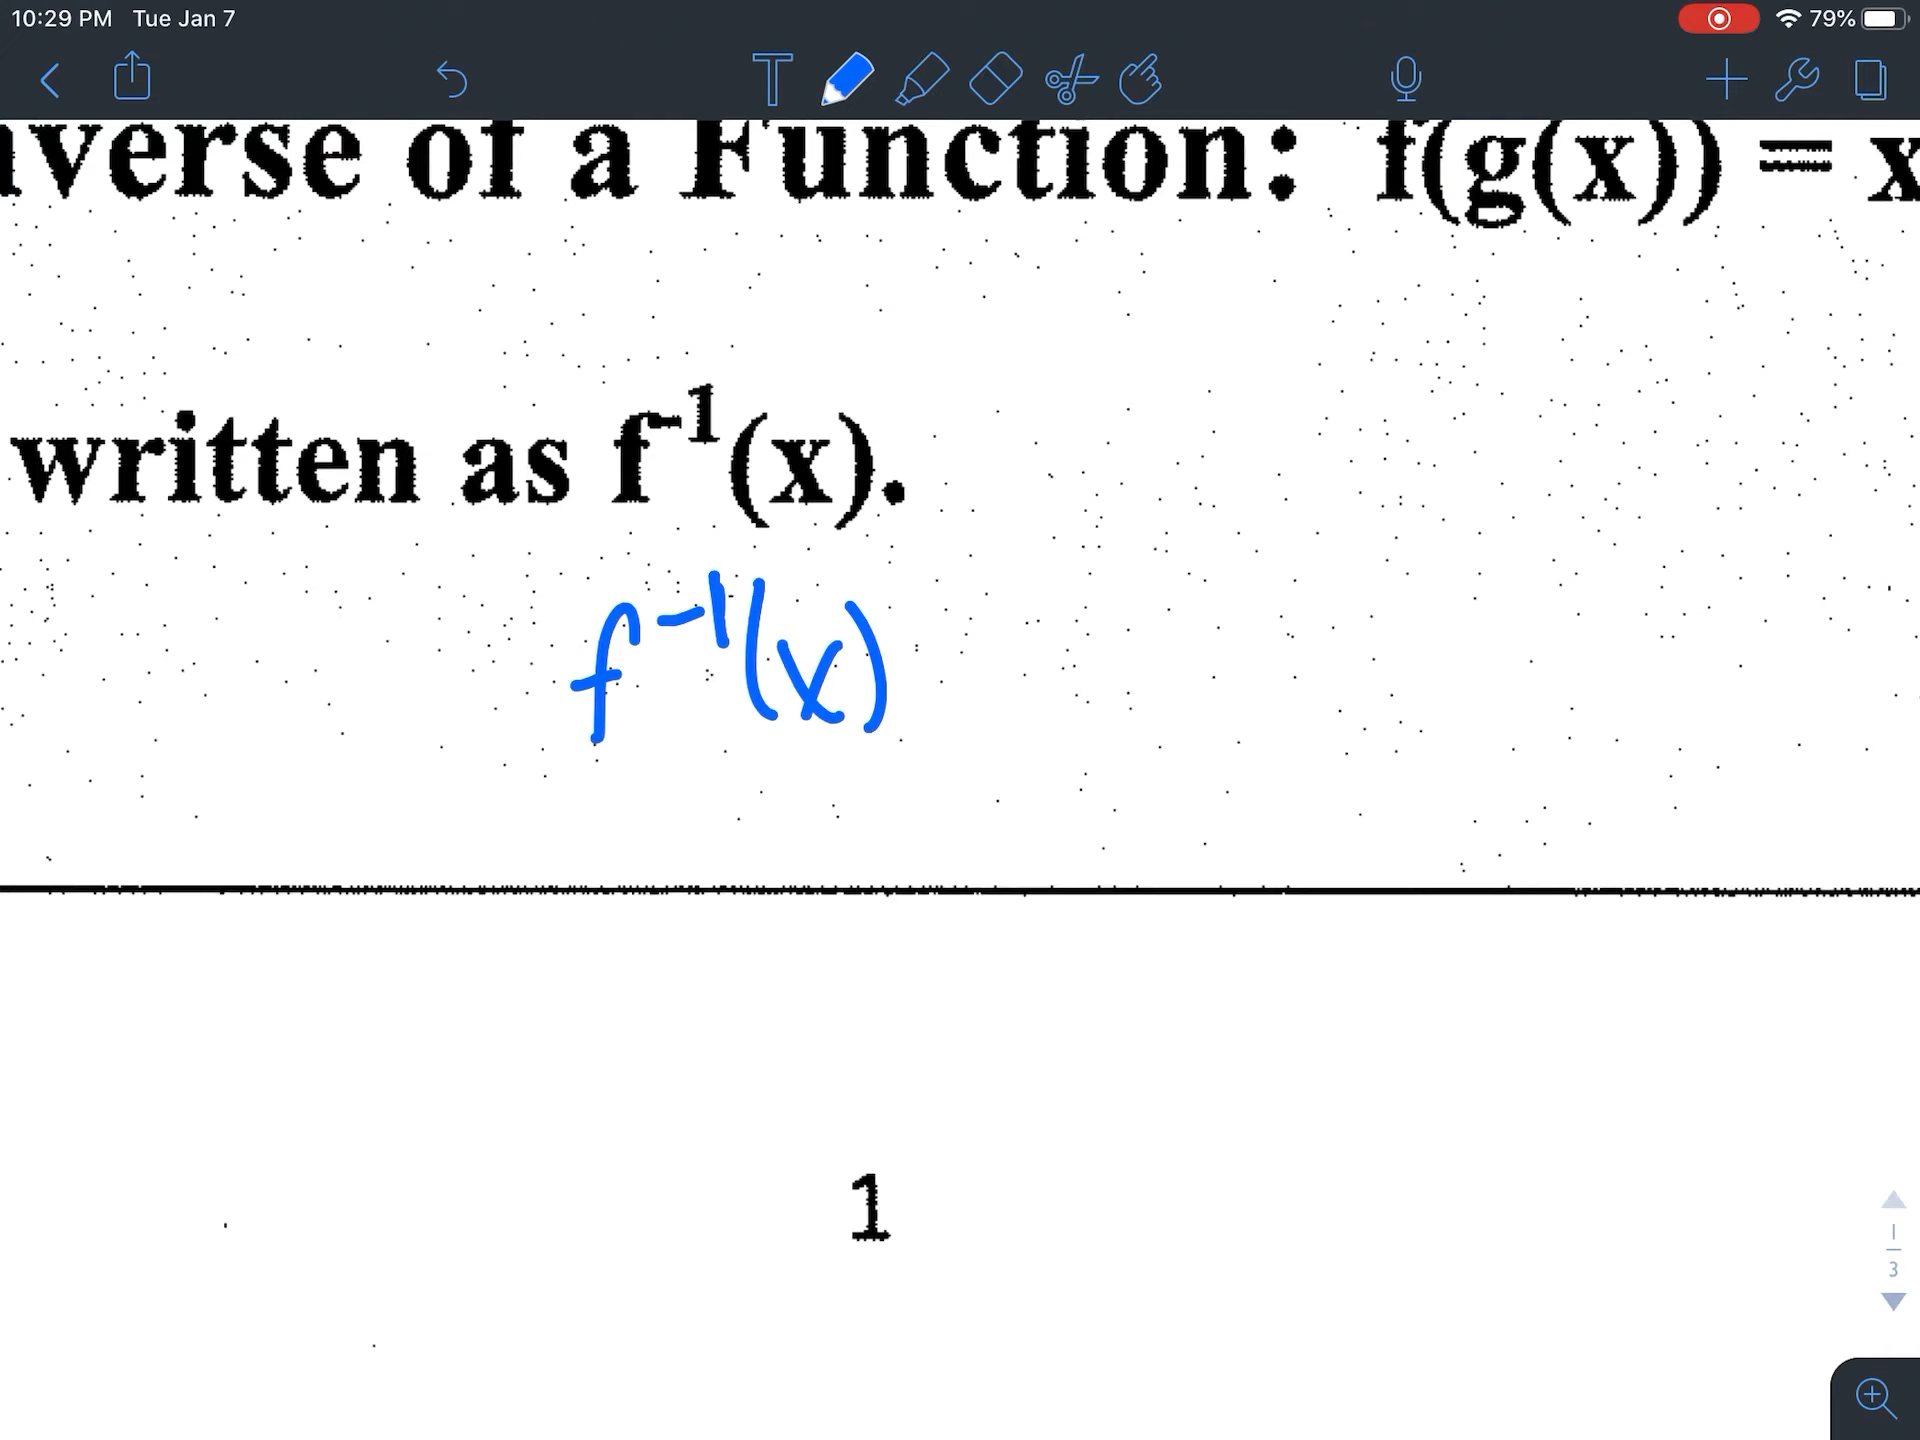 10:29 PM Tue Jan 7
79%
verse of a Function: f(g(x)) = x
written as f⁻¹(x).
f⁻¹(x)
1
1
3